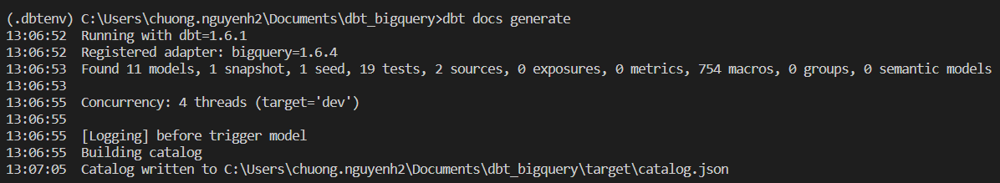 (.dbtenv) C:\Users\chuong.nguyenh2\Documents\dbt_bigquery>dbt docs generate
13:06:52  Running with dbt=1.6.1
13:06:52  Registered adapter: bigquery=1.6.4
13:06:53  Found 11 models, 1 snapshot, 1 seed, 19 tests, 2 sources, 0 exposures, 0 metrics, 754 macros, 0 groups, 0 semantic models
13:06:53
13:06:55  Concurrency: 4 threads (target='dev')
13:06:55
13:06:55  [Logging] before trigger model
13:06:55  Building catalog
13:07:05  Catalog written to C:\Users\chuong.nguyenh2\Documents\dbt_bigquery\target\catalog.json